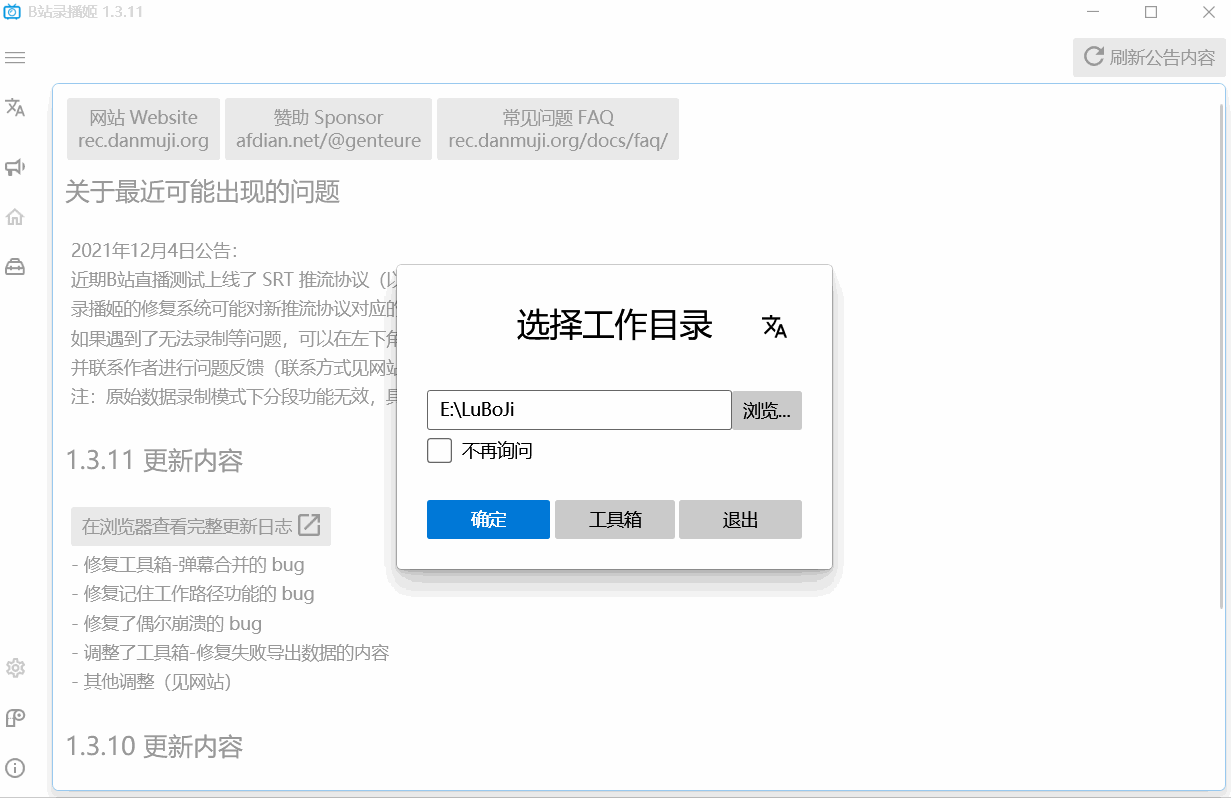 B站录播姬 1.3.11
刷新公告内容
网站 Website
rec.danmuji.org
赞助 Sponsor
afdian.net/@genteure
常见问题 FAQ
rec.danmuji.org/docs/faq/
关于最近可能出现的问题
2021年12月4日公告：
近期B站直播测试上线了 SRT 推流协议（以
录播姬的修复系统可能对新推流协议对应的
如果遇到了无法录制等问题，可以在左下角
并联系作者进行问题反馈（联系方式见网站
注：原始数据录制模式下分段功能无效，具
选择工作目录
E:\LuBoJi
浏览...
不再询问
确定
工具箱
退出
1.3.11 更新内容
在浏览器查看完整更新日志
- 修复工具箱-弹幕合并的 bug
- 修复记住工作路径功能的 bug
- 修复了偶尔崩溃的 bug
- 调整了工具箱-修复失败导出数据的内容
- 其他调整（见网站）
1.3.10 更新内容